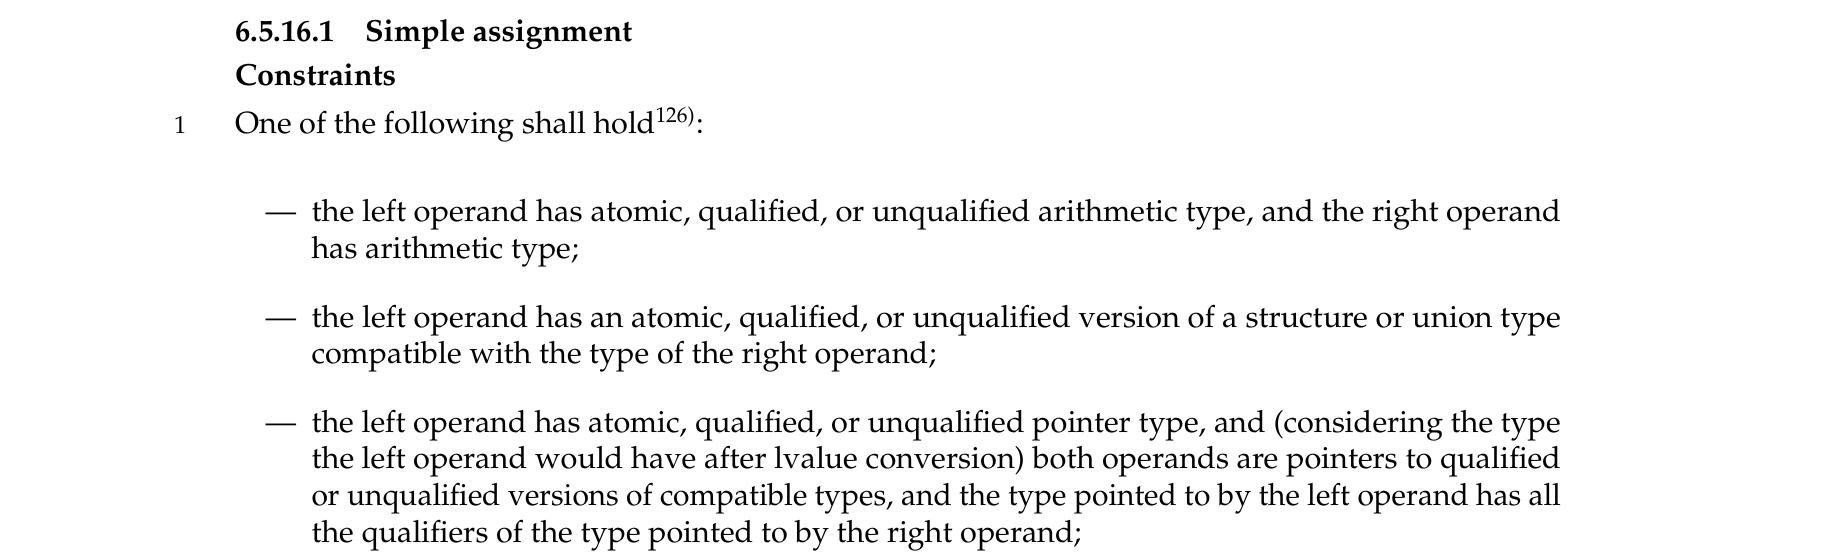 6.5.16.1 Simple assignment
Constraints
1 One of the following shall hold126):
— the left operand has atomic, qualified, or unqualified arithmetic type, and the right operand
has arithmetic type;
— the left operand has an atomic, qualified, or unqualified version of a structure or union type
compatible with the type of the right operand;
— the left operand has atomic, qualified, or unqualified pointer type, and (considering the type
the left operand would have after lvalue conversion) both operands are pointers to qualified
or unqualified versions of compatible types, and the type pointed to by the left operand has all
the qualifiers of the type pointed to by the right operand;